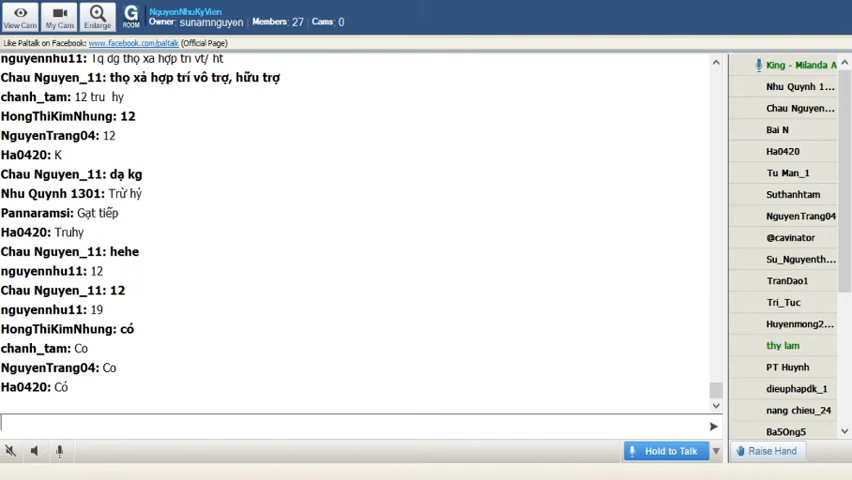 View Cam
My Cam
Enlarge
G
ROOM
NguyenNhuKyVien
Owner: sunamnguyen Members: 27 Cams: 0
Like Paltalk on Facebook: www.facebook.com/paltalk (Official Page)
nguyennhu11: Tq dg thọ xả hợp tri vt/ ht
Chau Nguyen_11: thọ xả hợp trí vô trợ, hữu trợ
chanh_tam: 12 tru hy
HongThiKimNhung: 12
NguyenTrang04: 12
Ha0420: K
Chau Nguyen_11: dạ kg
Nhu Quynh 1301: Trừ hỷ
Pannaramsi: Gạt tiếp
Ha0420: Truhy
Chau Nguyen_11: hehe
nguyennhu11: 12
Chau Nguyen_11: 12
nguyennhu11: 19
HongThiKimNhung: có
chanh_tam: Co
NguyenTrang04: Co
Ha0420: Có
King - Milanda A
Nhu Quynh 1...
Chau Nguyen...
Bai N
Ha0420
Tu Man_1
Suthanhtam
NguyenTrang04
@cavinator
Su_Nguyenth...
TranDao1
Tri_Tuc
Huyenmong2...
thy lam
PT Huynh
dieuphapdk_1
nang chieu_24
Ba5Ong5
Hold to Talk
Raise Hand